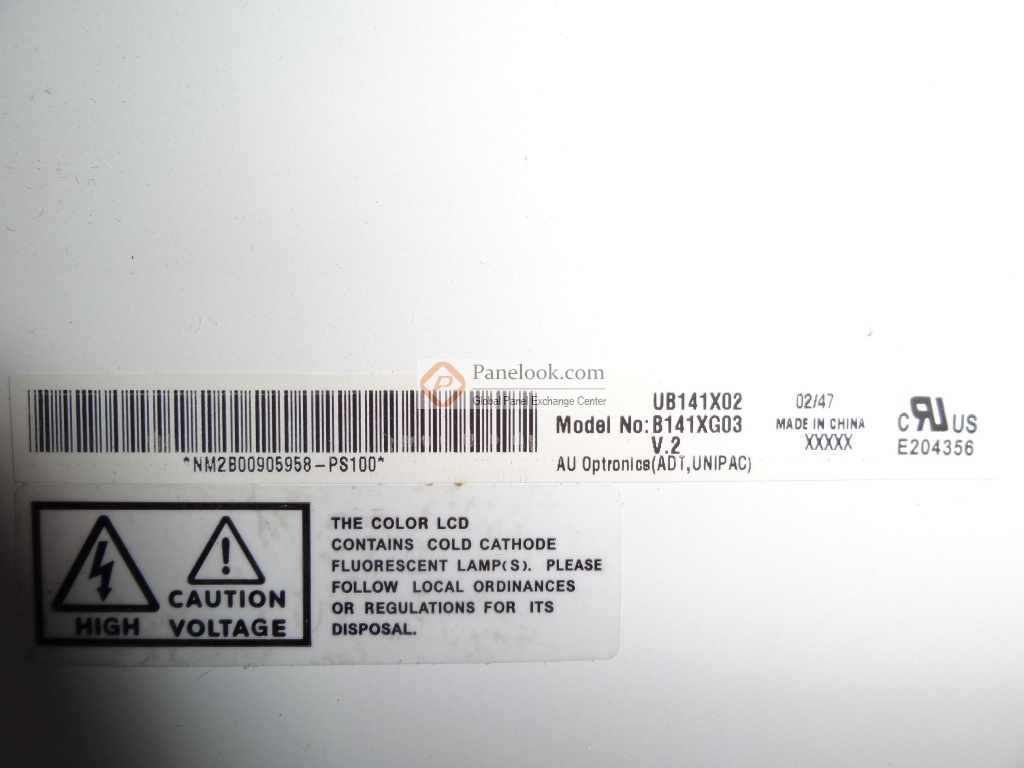 Panelook.com
Global Panel Exchange Center
UB141X02
Model No:B141XG03
V.2
AU Optronics(ADT,UNIPAC)
02/47
MADE IN CHINA
XXXXX
C RU US
E204356
*NM2B00905958-PS100*
CAUTION
HIGH VOLTAGE
THE COLOR LCD
CONTAINS COLD CATHODE
FLUORESCENT LAMP(S). PLEASE
FOLLOW LOCAL ORDINANCES
OR REGULATIONS FOR ITS
DISPOSAL.